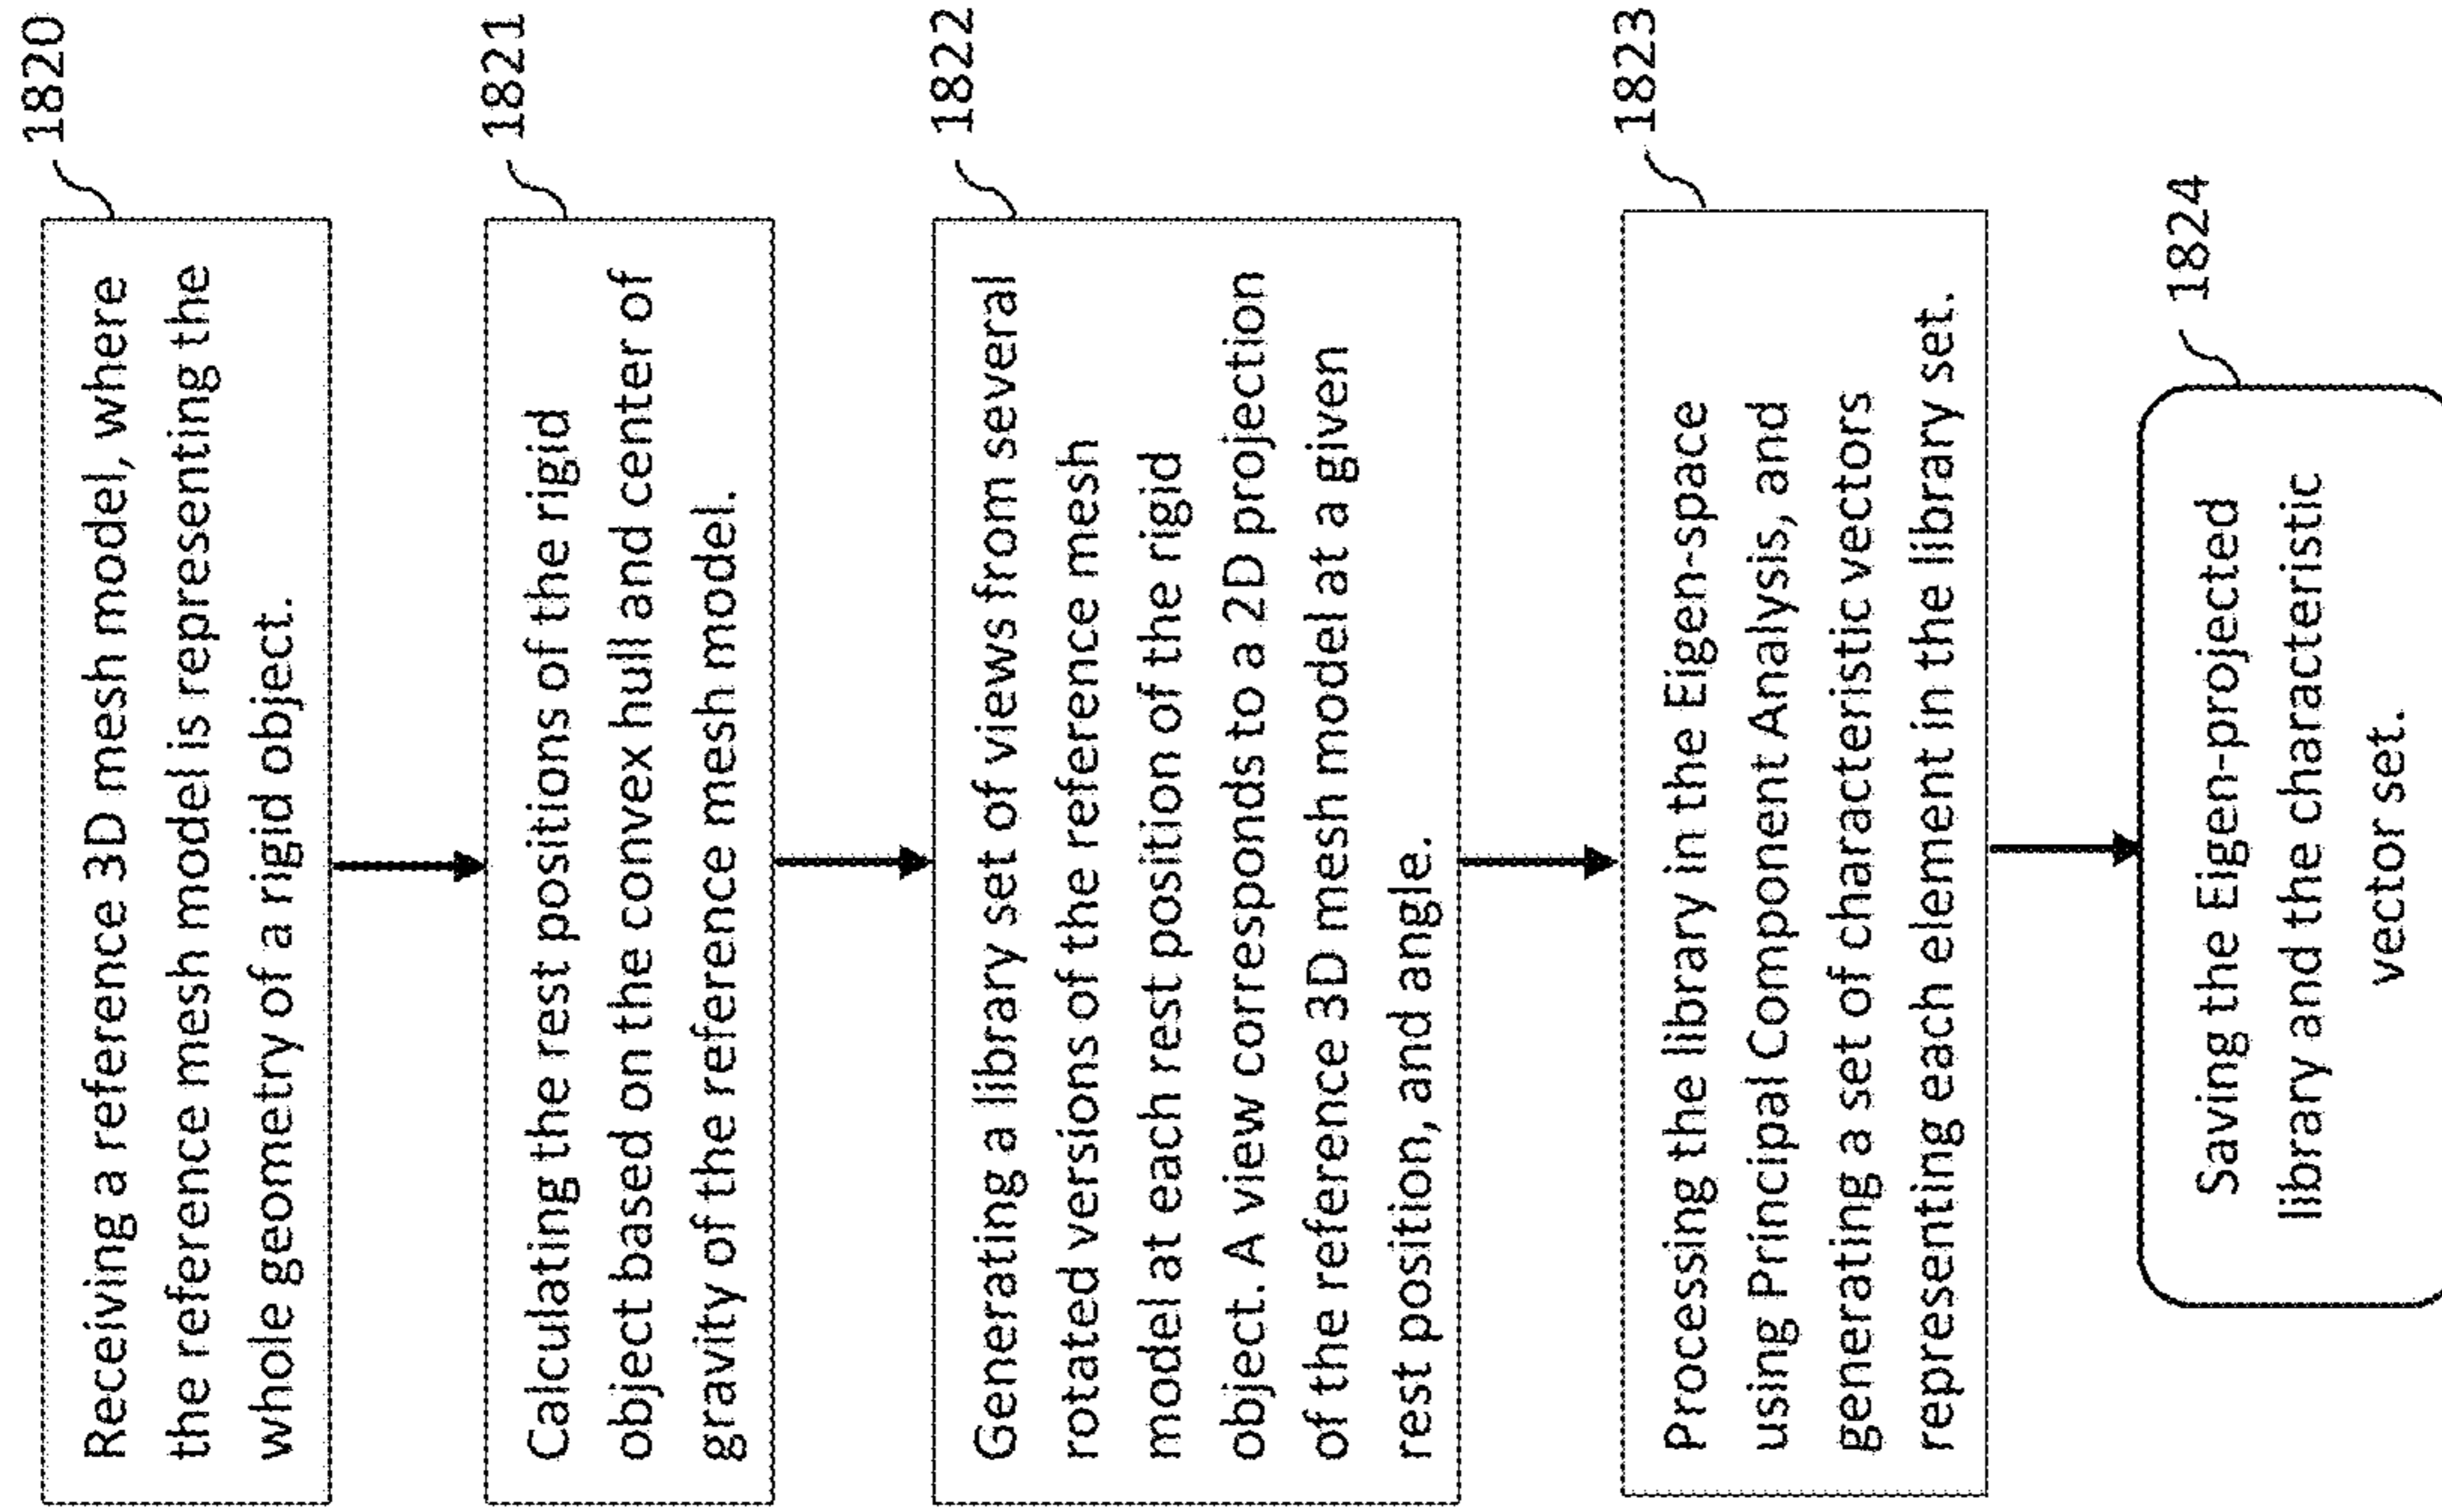 1820
Receiving a reference 3D mesh model, where
the reference mesh model is representing the
whole geometry of a rigid object.
1821
Calculating the rest positions of the rigid
object based on the convex hull and center of
gravity of the reference mesh model.
1822
Generating a library set of views from several
rotated versions of the reference mesh
model at each rest position of the rigid
object. A view corresponds to a 2D projection
of the reference 3D mesh model at a given
rest position, and angle.
1823
Processing the library in the Eigen-space
using Principal Component Analysis, and
generating a set of characteristic vectors
representing each element in the library set.
1824
Saving the Eigen-projected
library and the characteristic
vector set.